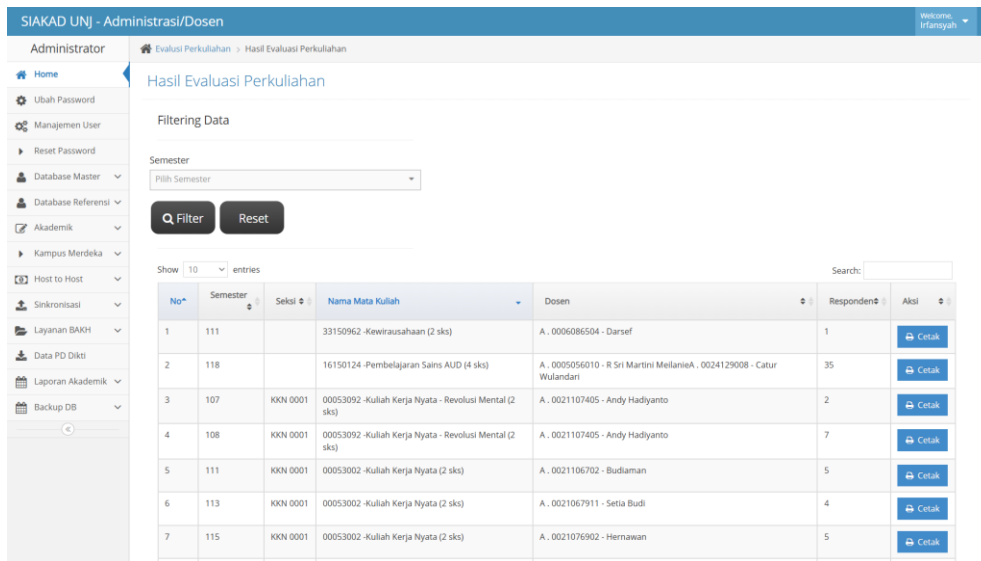 SIAKAD UNJ - Administrasi/Dosen
Welcome,
Irfansyah
Administrator
Evalusi Perkuliahan > Hasil Evaluasi Perkuliahan
Home
Ubah Password
Manajemen User
Reset Password
Database Master
Database Referensi
Akademik
Kampus Merdeka
Host to Host
Sinkronisasi
Layanan BAKH
Data PD Dikti
Laporan Akademik
Backup DB
Hasil Evaluasi Perkuliahan
Filtering Data
Semester
Pilih Semester
Filter Reset
Show 10 entries Search:
No Semester Seksi Nama Mata Kuliah Dosen Responden Aksi
1 111 33150962 -Kewirausahaan (2 sks) A . 0006086504 - Darsef 1 Cetak
2 118 16150124 -Pembelajaran Sains AUD (4 sks) A . 0005056010 - R Sri Martini MeilanieA . 0024129008 - Catur 35 Cetak
Wulandari
3 107 KKN 0001 00053092 -Kuliah Kerja Nyata - Revolusi Mental (2 A . 0021107405 - Andy Hadiyanto 2 Cetak
sks)
4 108 KKN 0001 00053092 -Kuliah Kerja Nyata - Revolusi Mental (2 A . 0021107405 - Andy Hadiyanto 7 Cetak
sks)
5 111 KKN 0001 00053002 -Kuliah Kerja Nyata (2 sks) A . 0021106702 - Budiaman 5 Cetak
6 113 KKN 0001 00053002 -Kuliah Kerja Nyata (2 sks) A . 0021067911 - Setia Budi 4 Cetak
7 115 KKN 0001 00053002 -Kuliah Kerja Nyata (2 sks) A . 0021076902 - Hernawan 5 Cetak